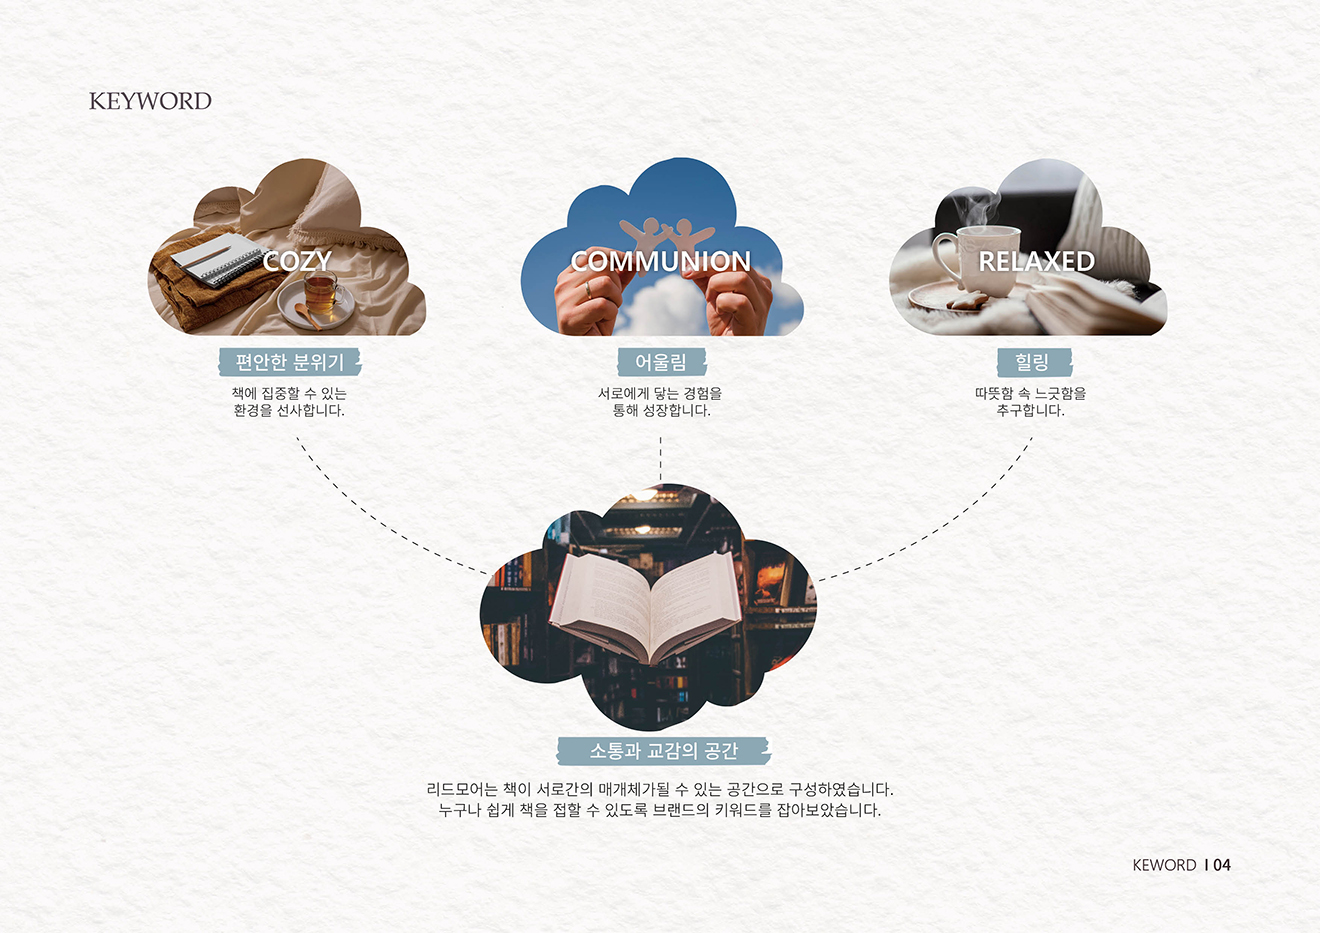 KEYWORD
COZY
편안한 분위기
책에 집중할 수 있는
환경을 선사합니다.
COMMUNION
어울림
서로에게 닿는 경험을
통해 성장합니다.
RELAXED
힐링
따뜻함 속 느긋함을
추구합니다.
소통과 교감의 공간
리드모어는 책이 서로간의 매개체가될 수 있는 공간으로 구성하였습니다.
누구나 쉽게 책을 접할 수 있도록 브랜드의 키워드를 잡아보았습니다.
KEWORD I 04